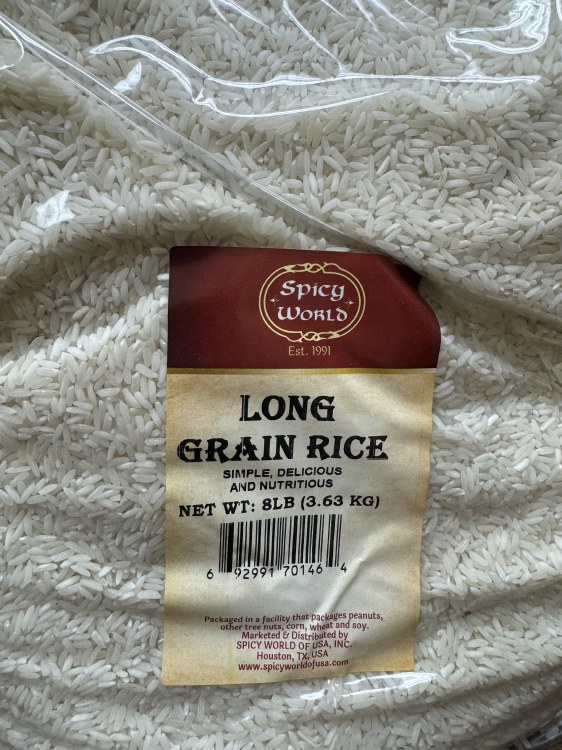 Spicy
World
Est. 1991
LONG
GRAIN RICE
SIMPLE, DELICIOUS
AND NUTRITIOUS
NET WT: 8LB (3.63 KG)
6 92991 70146 4
Packaged in a facility that packages peanuts,
other tree nuts, corn, wheat and soy.
Marketed & Distributed by
SPICY WORLD OF USA, INC.
Houston, TX, USA
www.spicyworldofusa.com